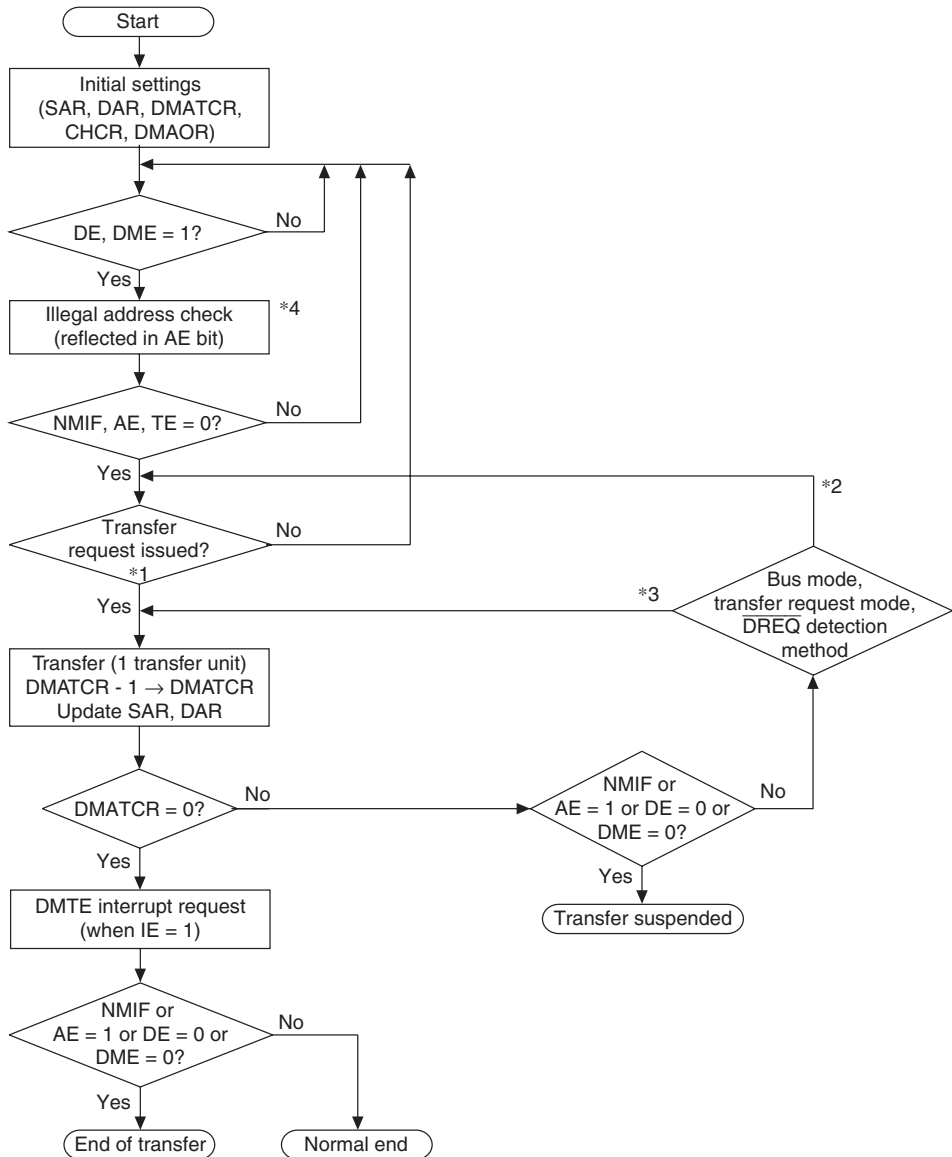 Start
Initial settings
(SAR, DAR, DMATCR,
CHCR, DMAOR)
DE, DME = 1?
No
Yes
Illegal address check
(reflected in AE bit)
*4
NMIF, AE, TE = 0?
No
Yes
*2
Transfer
request issued?
*1
No
Bus mode,
transfer request mode,
DREQ detection
method
*3
Yes
Transfer (1 transfer unit)
DMATCR - 1 → DMATCR
Update SAR, DAR
DMATCR = 0?
No
NMIF or
AE = 1 or DE = 0 or
DME = 0?
No
Yes
Yes
DMTE interrupt request
(when IE = 1)
Transfer suspended
NMIF or
AE = 1 or DE = 0 or
DME = 0?
No
Yes
End of transfer
Normal end